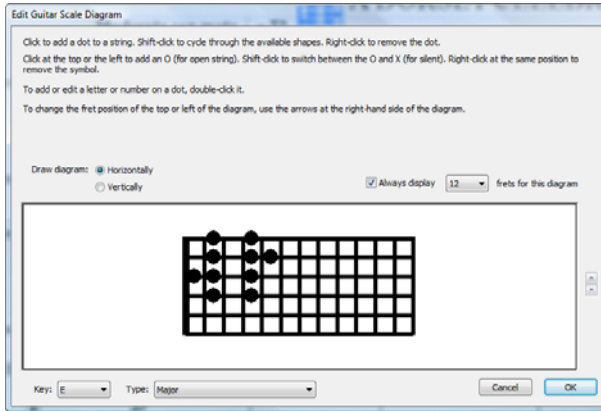 Edit Guitar Scale Diagram
Click to add a dot to a string. Shift-click to cycle through the available shapes. Right-click to remove the dot.
Click at the top or the left to add an O (for open string). Shift-click to switch between the O and X (for silent). Right-click at the same position to
remove the symbol.
To add or edit a letter or number on a dot, double-click it.
To change the fret position of the top or left of the diagram, use the arrows at the right-hand side of the diagram.
Draw diagram: Horizontally
Vertically
Always display 12 frets for this diagram
Key: E Type: Major Cancel OK